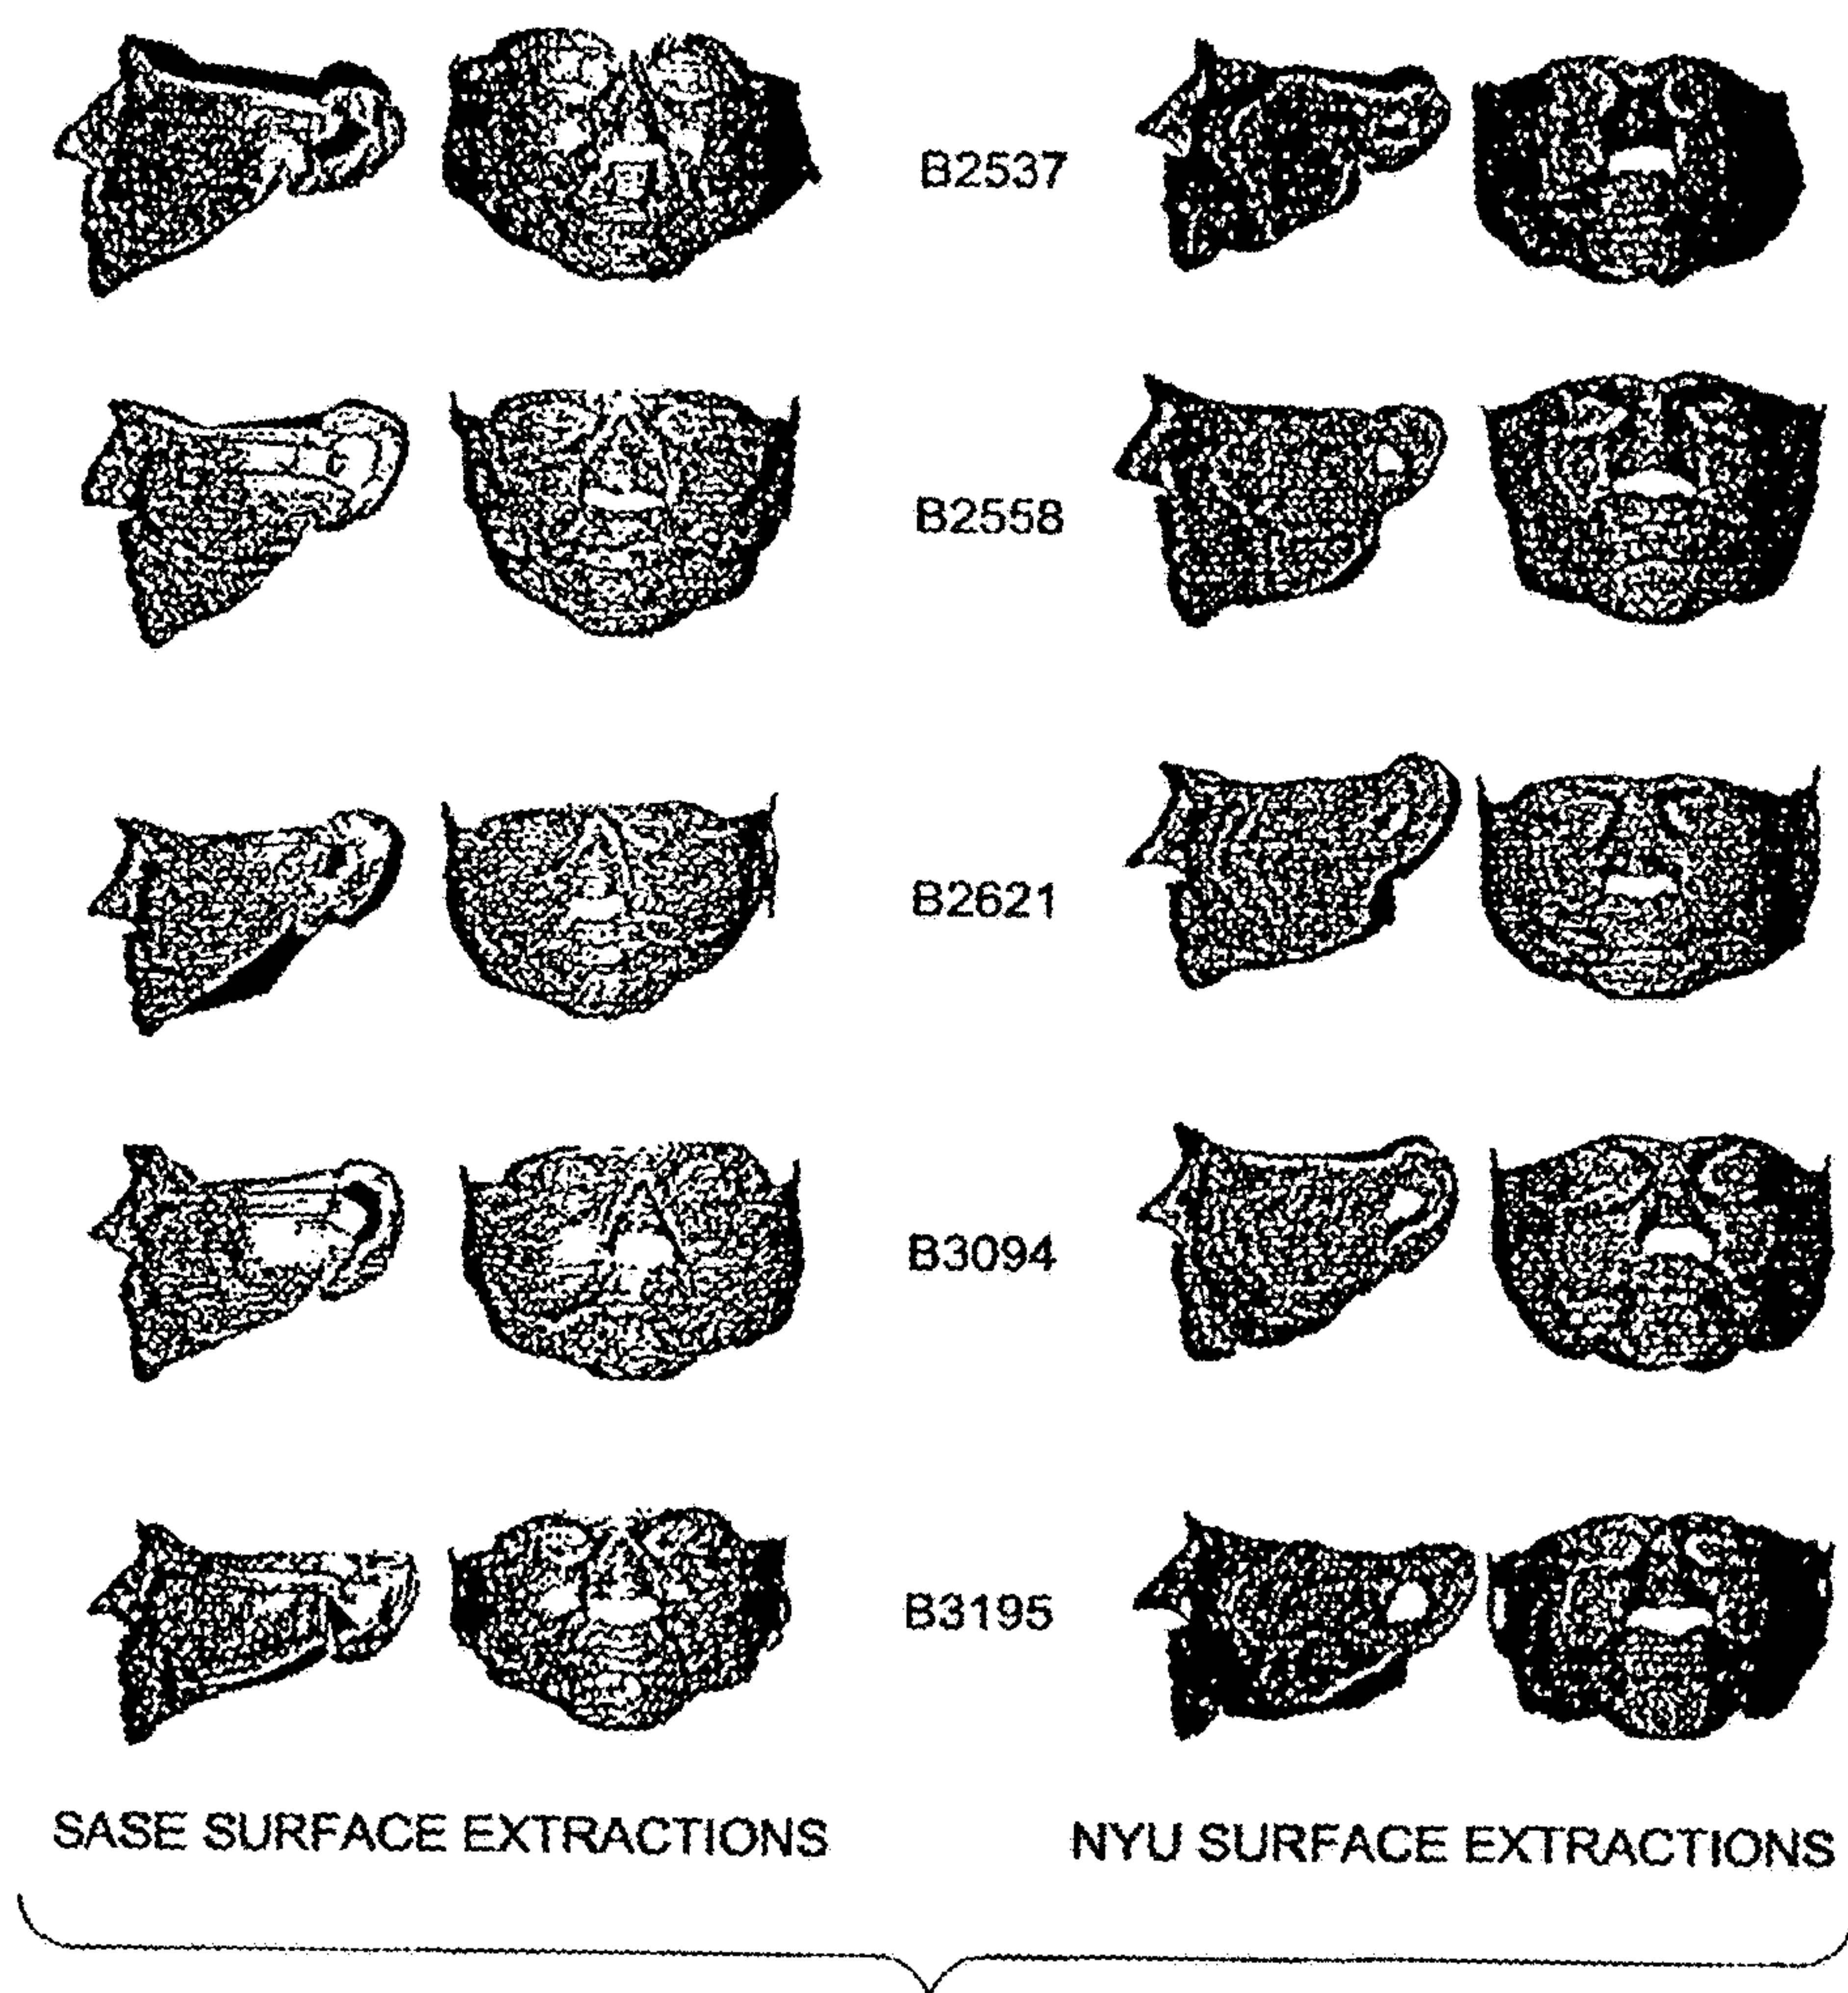 B2537
B2558
B2621
B3094
B3195
SASE SURFACE EXTRACTIONS
NYU SURFACE EXTRACTIONS